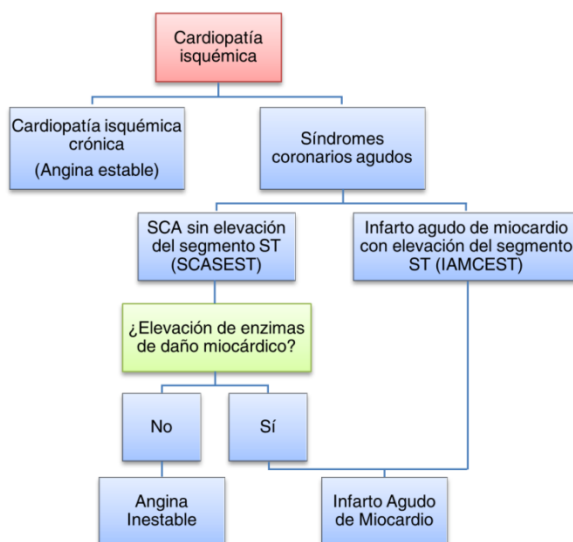 Cardiopatía
isquémica
Cardiopatía isquémica
crónica
(Angina estable)
Síndromes
coronarios agudos
SCA sin elevación
del segmento ST
(SCASEST)
Infarto agudo de miocardio
con elevación del segmento
ST (IAMCEST)
¿Elevación de enzimas
de daño miocárdico?
No
Sí
Angina
Inestable
Infarto Agudo
de Miocardio